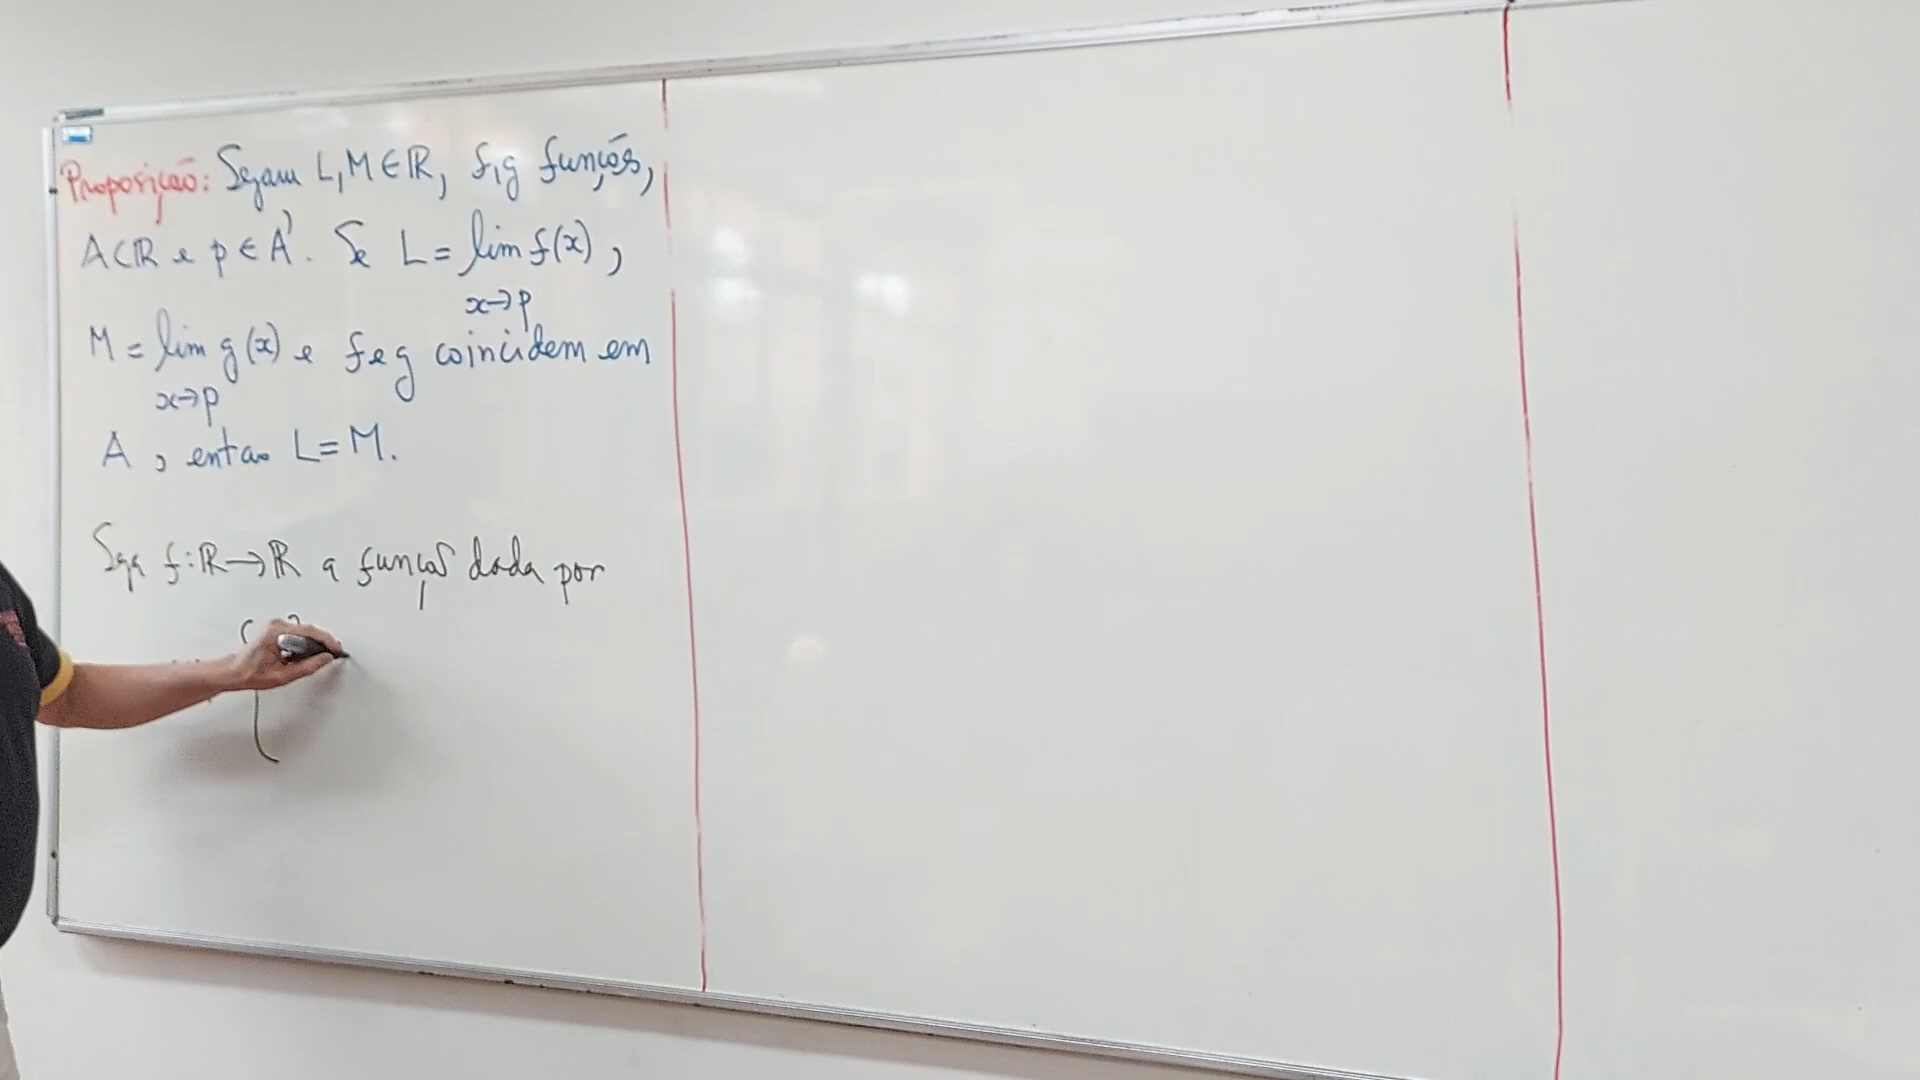 Proposição: Sejam L, M ∈ ℝ, f, g funções,
A ⊂ ℝ e p ∈ A'. Se L = lim f(x),
x→p
M = lim g(x) e f e g coincidem em
x→p
A, então L = M.
Seja f: ℝ → ℝ a função dada por